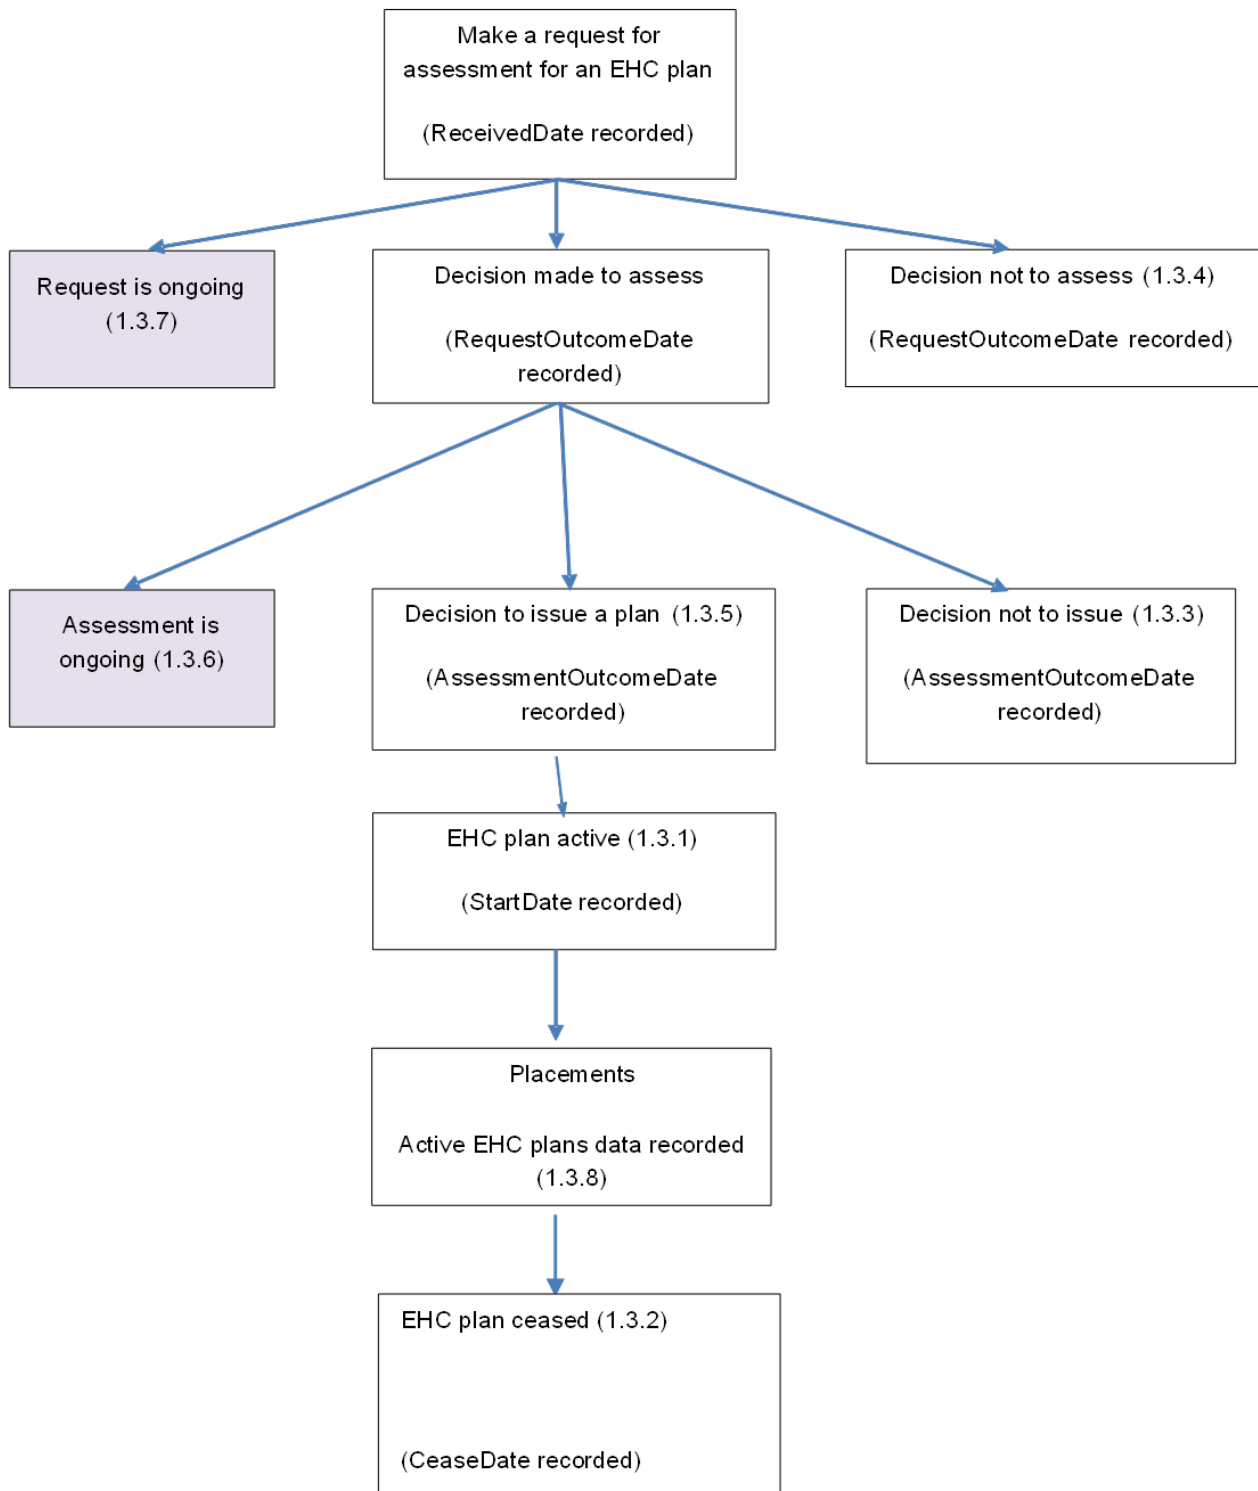 Make a request for
assessment for an EHC plan
(ReceivedDate recorded)
Request is ongoing
(1.3.7)
Decision made to assess
(RequestOutcomeDate
recorded)
Decision not to assess (1.3.4)
(RequestOutcomeDate recorded)
Assessment is
ongoing (1.3.6)
Decision to issue a plan (1.3.5)
(AssessmentOutcomeDate
recorded)
Decision not to issue (1.3.3)
(AssessmentOutcomeDate
recorded)
EHC plan active (1.3.1)
(StartDate recorded)
Placements
Active EHC plans data recorded
(1.3.8)
EHC plan ceased (1.3.2)
(CeaseDate recorded)